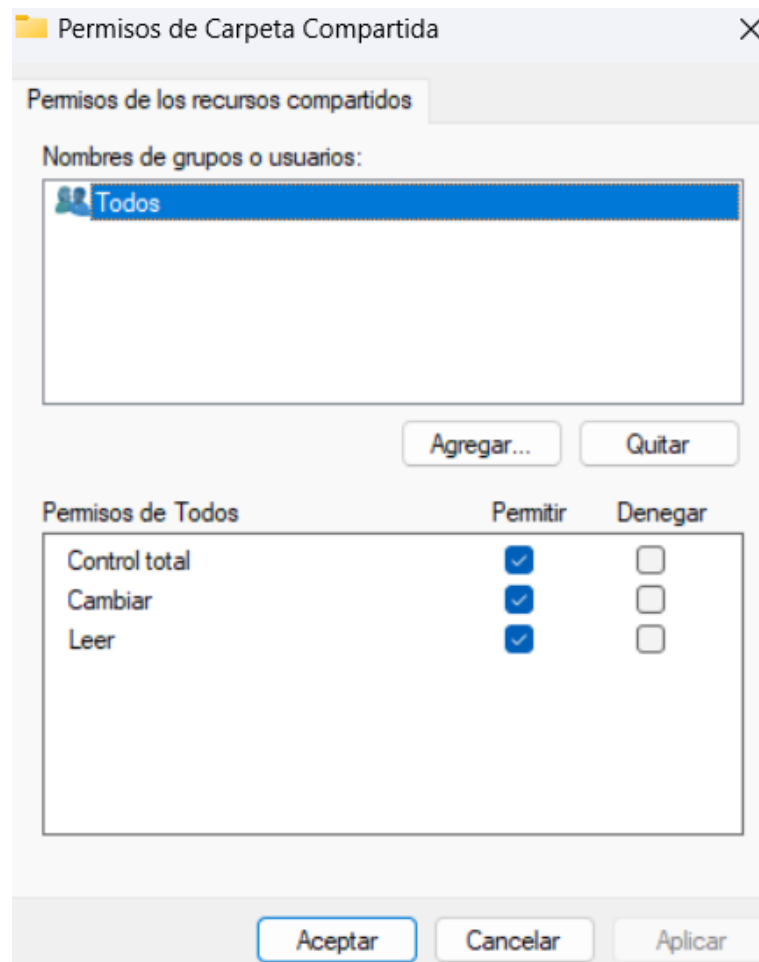 Permisos de Carpeta Compartida
Permisos de los recursos compartidos
Nombres de grupos o usuarios:
Todos
Agregar... Quitar
Permisos de Todos Permitir Denegar
Control total
Cambiar
Leer
Aceptar Cancelar Aplicar